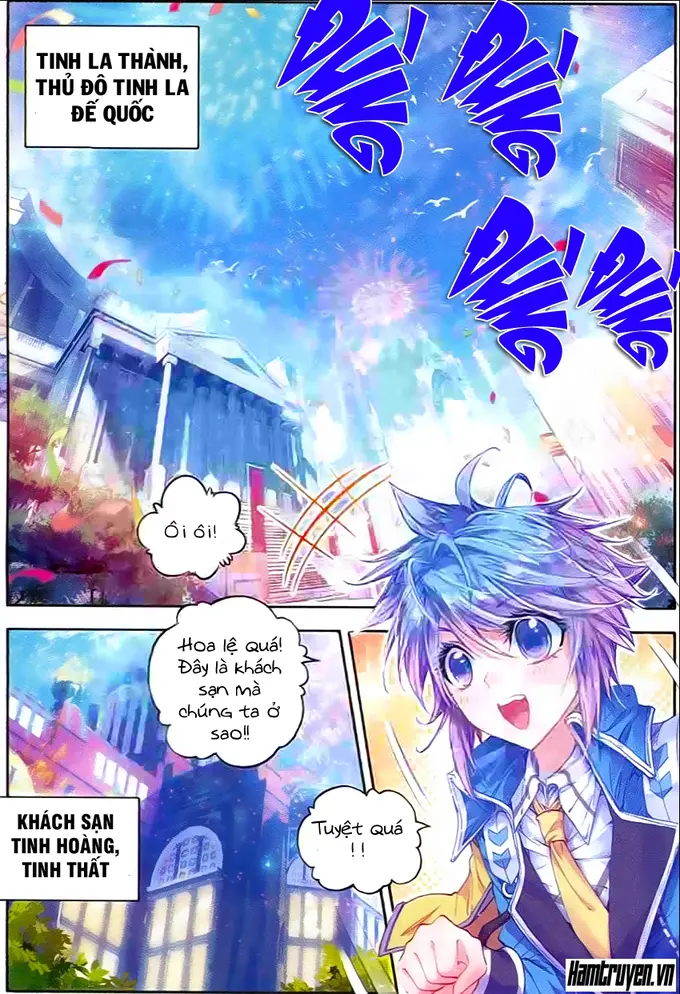 TINH LA THÀNH,
THỦ ĐÔ TINH LA
ĐẾ QUỐC
ĐÙNG
ĐÙNG
ĐÙNG
ĐÙNG
Ôi ôi!
Hoa lệ Quá!
Đây là khách
sạn mà
chúng ta ở
sao!!
Tuyệt Quá
!!
KHÁCH SẠN
TINH HOÀNG,
TINH THẤT
Hamtruyen.vn